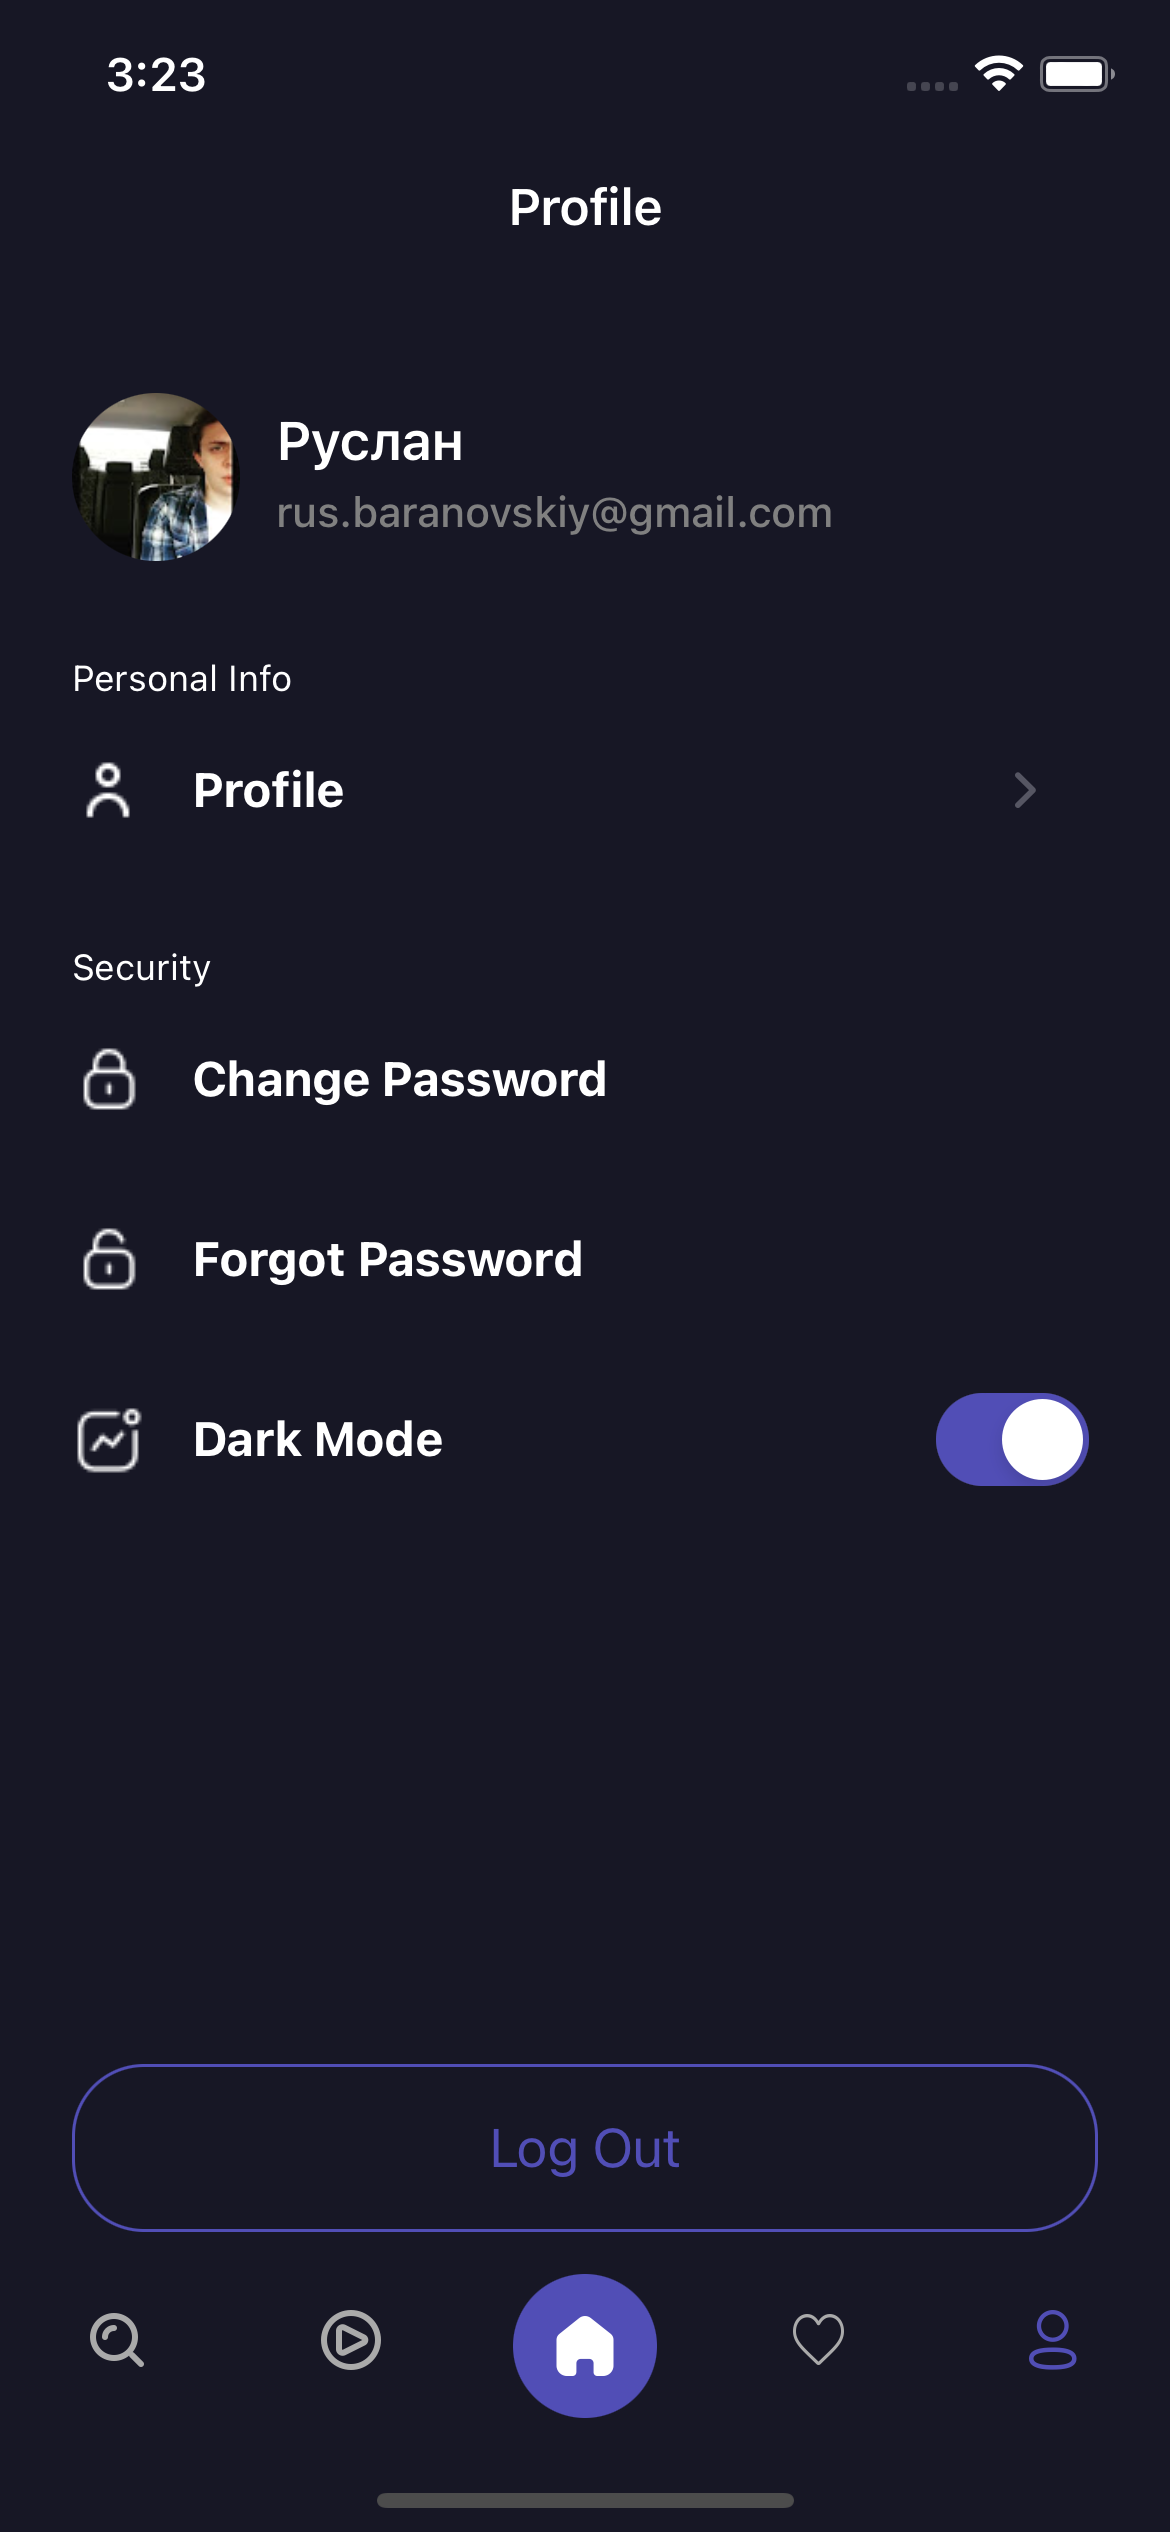 3:23
Profile
Руслан
rus.baranovskiy@gmail.com
Personal Info
Profile
Security
Change Password
Forgot Password
Dark Mode
Log Out